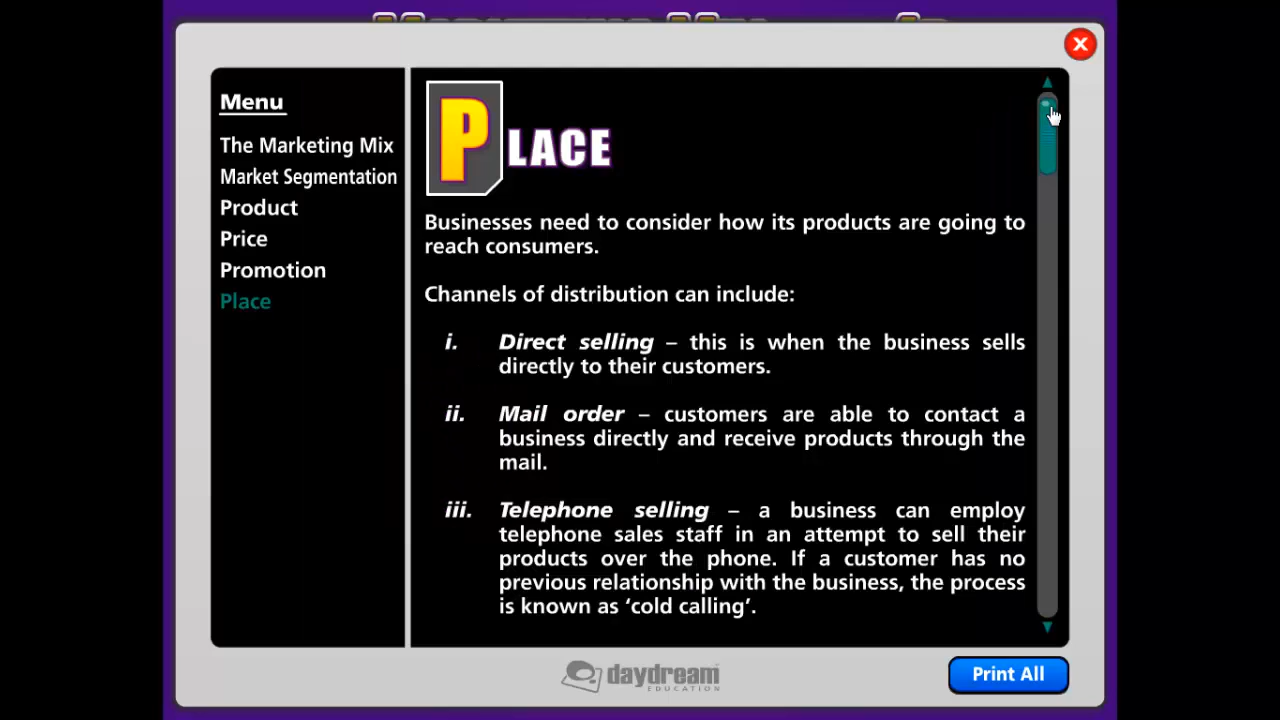 Menu
The Marketing Mix
Market Segmentation
Product
Price
Promotion
Place
PLACE
Businesses need to consider how its products are going to
reach consumers.
Channels of distribution can include:
i. Direct selling – this is when the business sells
directly to their customers.
ii. Mail order – customers are able to contact a
business directly and receive products through the
mail.
iii. Telephone selling – a business can employ
telephone sales staff in an attempt to sell their
products over the phone. If a customer has no
previous relationship with the business, the process
is known as ‘cold calling’.
daydream
EDUCATION
Print All